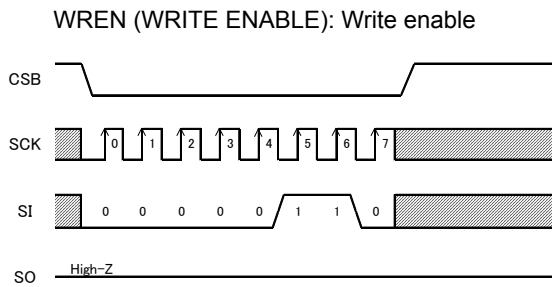 WREN (WRITE ENABLE): Write enable
CSB
SCK 0 1 2 3 4 5 6 7
SI 0 0 0 0 0 1 1 0
High-Z
SO